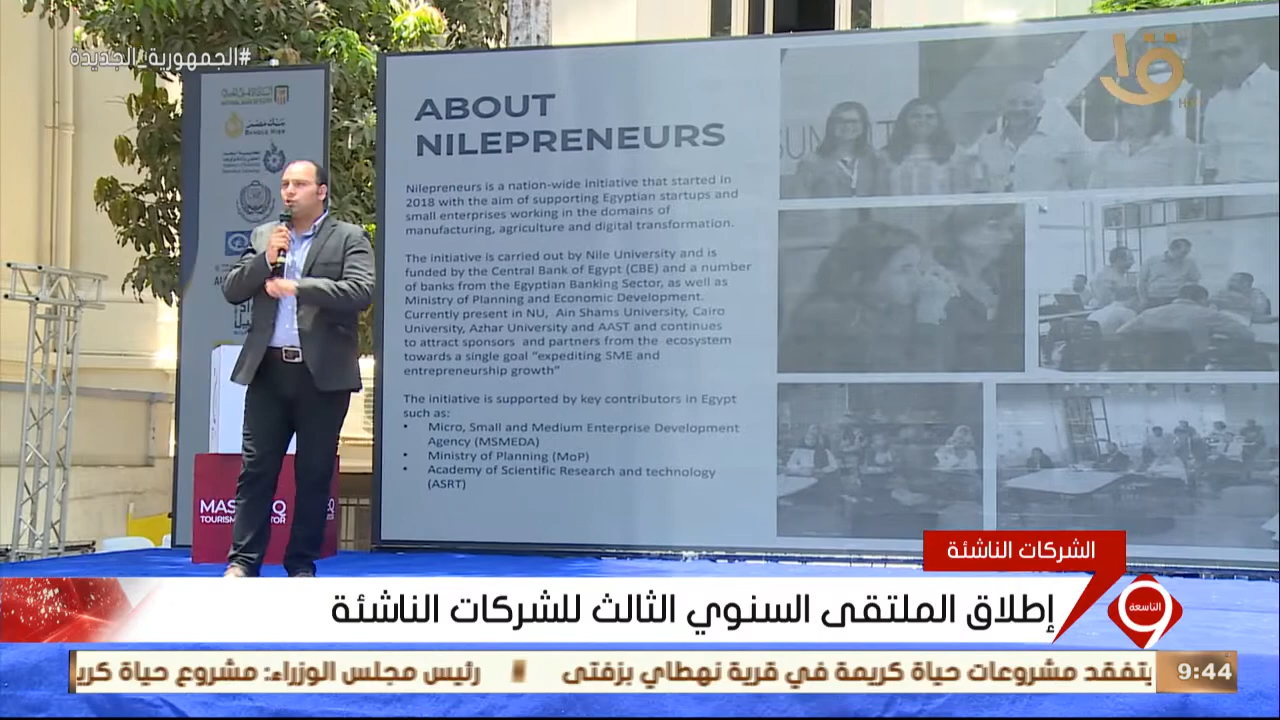 #الجمهورية_الجديدة
NATIONAL BANK OF EGYPT
BANQUE MISR
ABOUT
NILEPRENEURS
Nilepreneurs is a nation-wide initiative that started in
2018 with the aim of supporting Egyptian startups and
small enterprises working in the domains of
manufacturing, agriculture and digital transformation.
The initiative is carried out by Nile University and is
funded by the Central Bank of Egypt (CBE) and a number
of banks from the Egyptian Banking Sector, as well as
Ministry of Planning and Economic Development.
Currently present in NU, Ain Shams University, Cairo
University, Azhar University and AAST and continues
to attract sponsors and partners from the ecosystem
towards a single goal “expediting SME and
entrepreneurship growth”
The initiative is supported by key contributors in Egypt
such as:
• Micro, Small and Medium Enterprise Development
Agency (MSMEDA)
• Ministry of Planning (MoP)
• Academy of Scientific Research and technology
(ASRT)
TOURISM
الشركات الناشئة
التاسعة
إطلاق الملتقى السنوي الثالث للشركات الناشئة
9:44
يتفقد مشروعات حياة كريمة في قرية نهطاي بزفتى
رئيس مجلس الوزراء: مشروع حياة